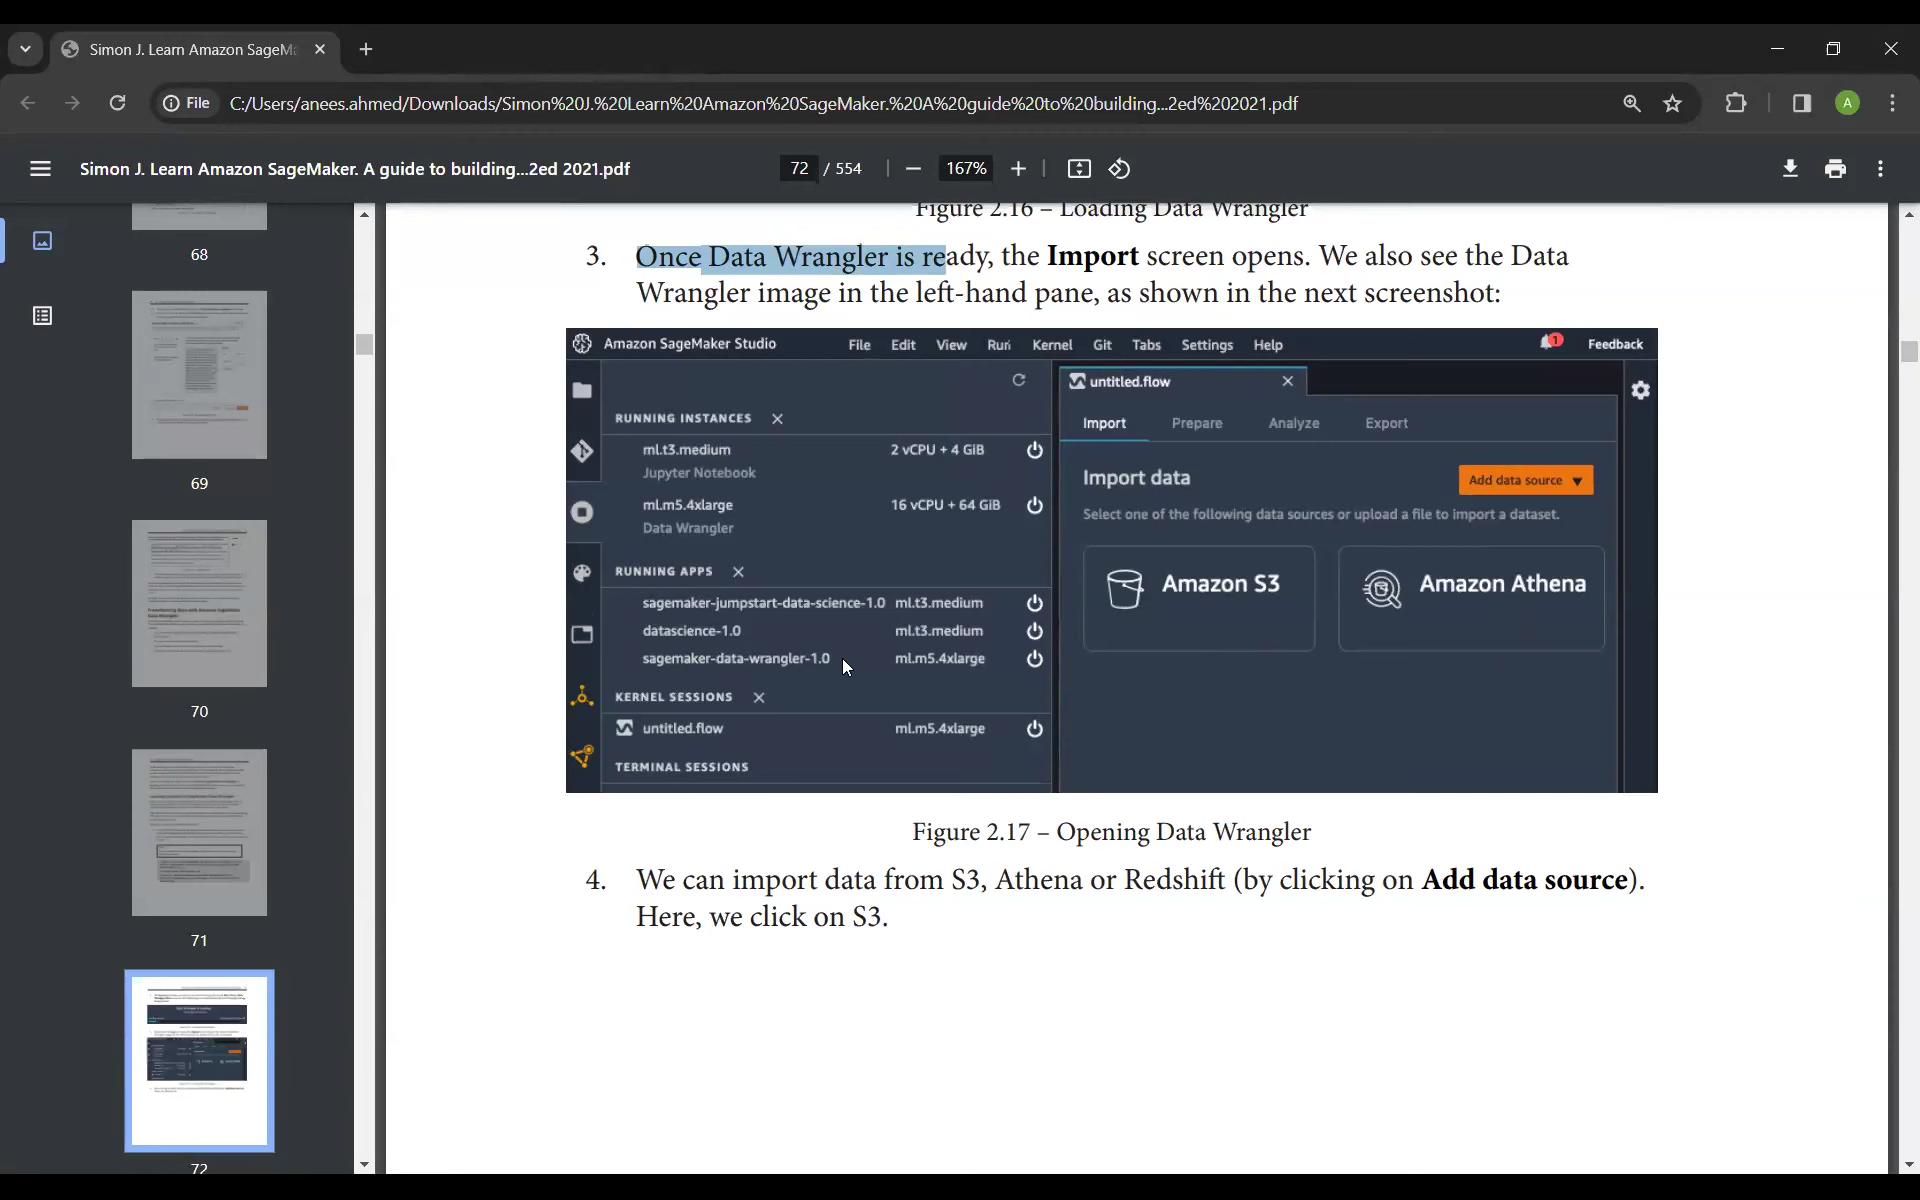 Simon J. Learn Amazon SageMa
File C:/Users/anees.ahmed/Downloads/Simon%20J.%20Learn%20Amazon%20SageMaker.%20A%20guide%20to%20building...2ed%202021.pdf
A
Simon J. Learn Amazon SageMaker. A guide to building...2ed 2021.pdf
72 / 554
167%
68
69
70
71
72
Figure 2.16 – Loading Data Wrangler
3. Once Data Wrangler is ready, the Import screen opens. We also see the Data
Wrangler image in the left-hand pane, as shown in the next screenshot:
Amazon SageMaker Studio File Edit View Run Kernel Git Tabs Settings Help 1 Feedback
RUNNING INSTANCES
ml.t3.medium 2 vCPU + 4 GiB
Jupyter Notebook
ml.m5.4xlarge 16 vCPU + 64 GiB
Data Wrangler
RUNNING APPS
sagemaker-jumpstart-data-science-1.0 ml.t3.medium
datascience-1.0 ml.t3.medium
sagemaker-data-wrangler-1.0 ml.m5.4xlarge
KERNEL SESSIONS
untitled.flow ml.m5.4xlarge
TERMINAL SESSIONS
untitled.flow
Import Prepare Analyze Export
Import data Add data source
Select one of the following data sources or upload a file to import a dataset.
Amazon S3 Amazon Athena
Figure 2.17 – Opening Data Wrangler
4. We can import data from S3, Athena or Redshift (by clicking on Add data source).
Here, we click on S3.